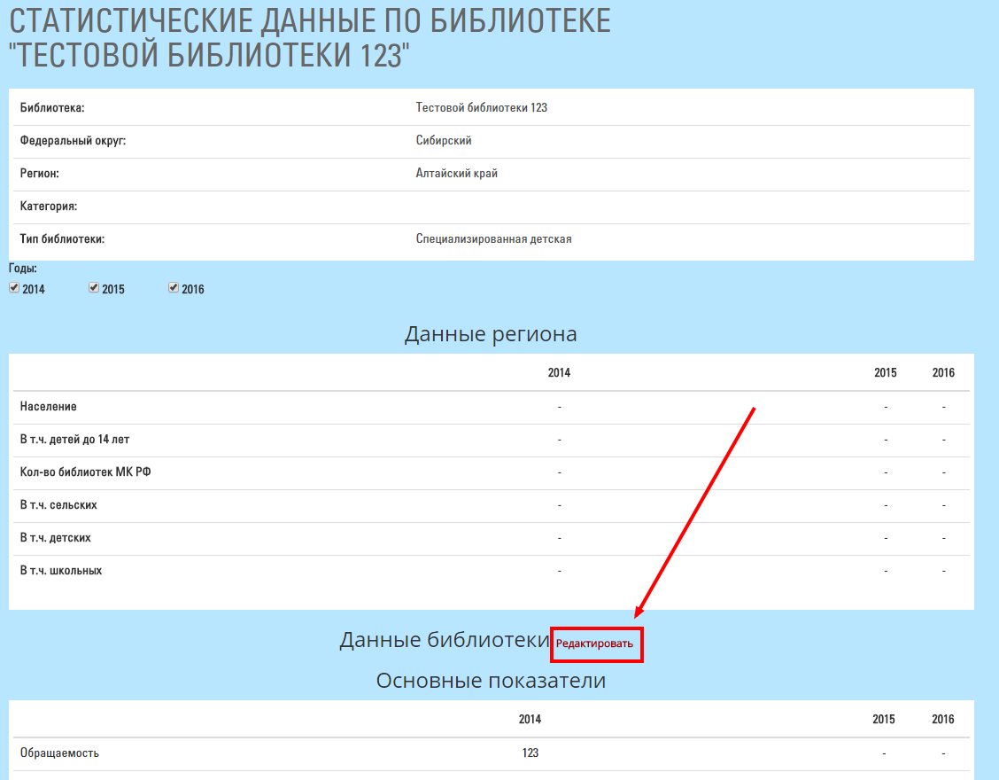 СТАТИСТИЧЕСКИЕ ДАННЫЕ ПО БИБЛИОТЕКЕ
"ТЕСТОВОЙ БИБЛИОТЕКИ 123"
Библиотека: Тестовой библиотеки 123
Федеральный округ: Сибирский
Регион: Алтайский край
Категория:
Тип библиотеки: Специализированная детская
Годы:
2014 2015 2016
Данные региона
2014 2015 2016
Население - - -
В т.ч. детей до 14 лет - - -
Кол-во библиотек МК РФ - - -
В т.ч. сельских - - -
В т.ч. детских - - -
В т.ч. школьных - - -
Данные библиотеки Редактировать
Основные показатели
2014 2015 2016
Обращаемость 123 - -